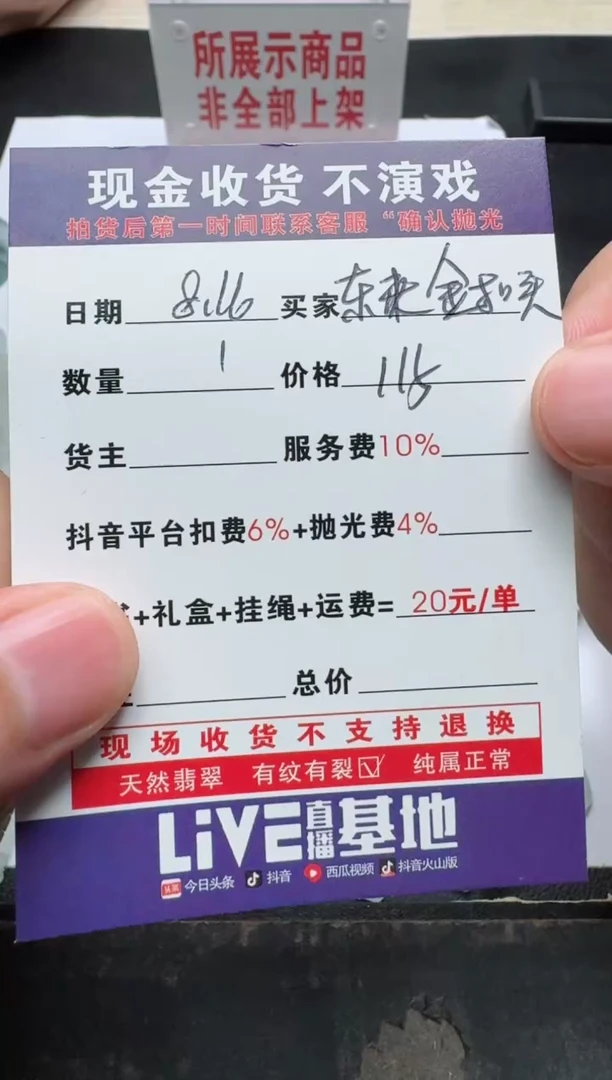 所展示商品
非全部上架
现金收货 不演戏
拍货后第一时间联系客服“确认抛光
日期 8.16 买家 东来金
数量 1 价格 115
货主 服务费10%
抖音平台扣费6%+抛光费4%
+礼盒+挂绳+运费=20元/单
总价
现场收货不支持退换
天然翡翠 有纹有裂☑ 纯属正常
LiVE直播基地
头条 今日头条 抖音 西瓜视频 抖音火山版